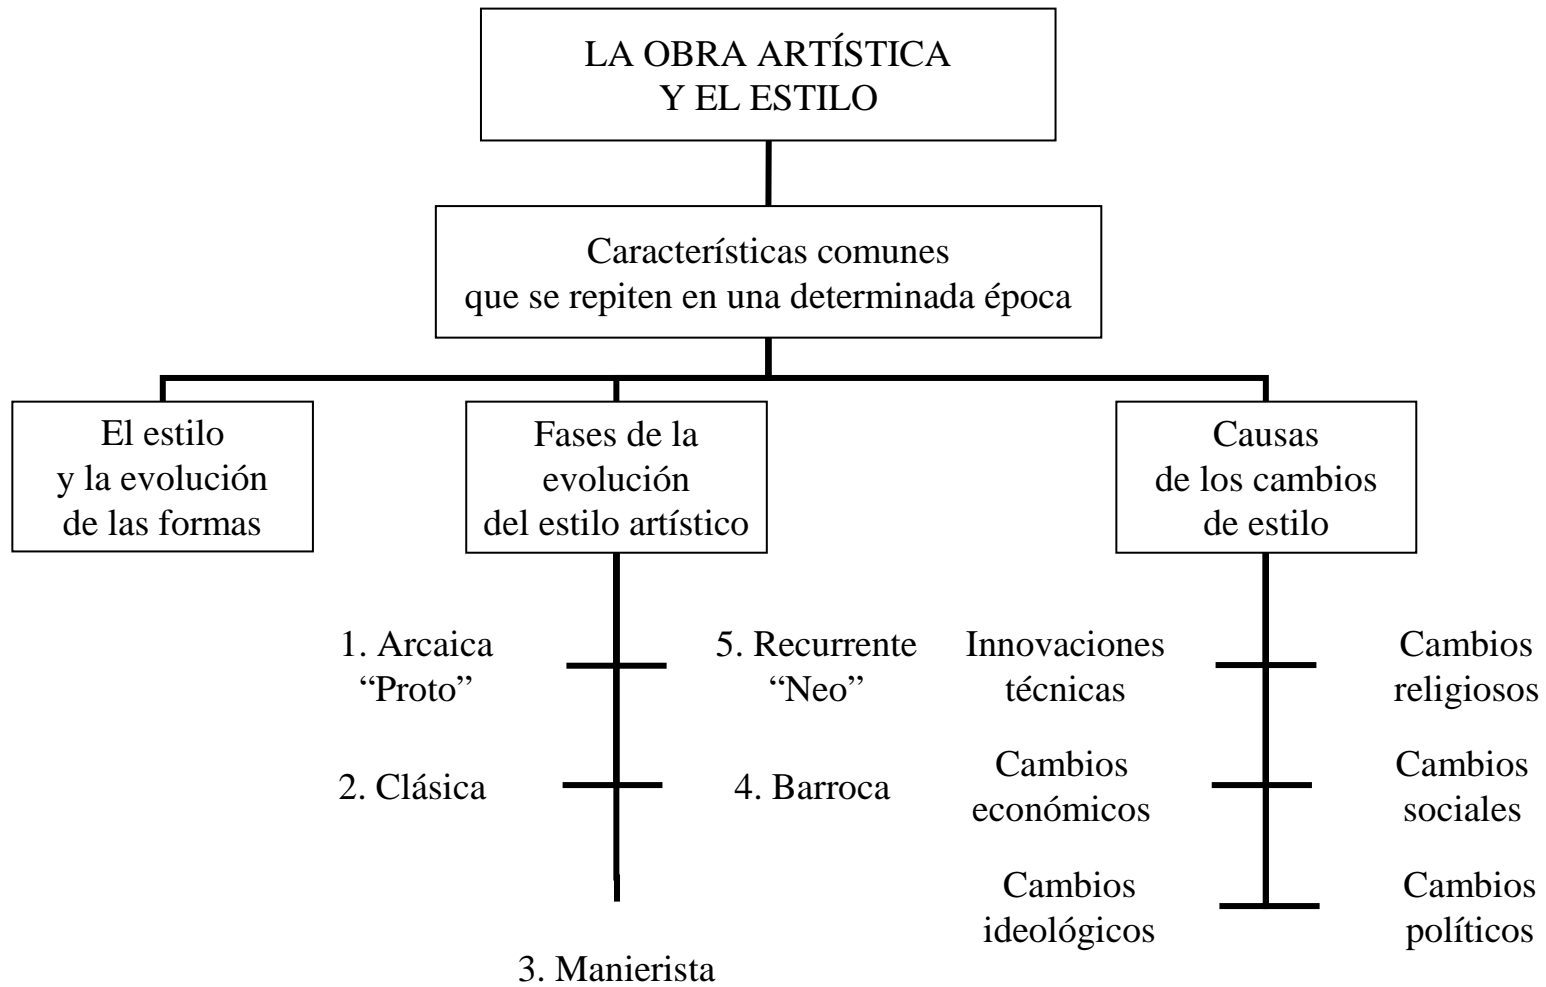 LA OBRA ARTÍSTICA
Y EL ESTILO
Características comunes
que se repiten en una determinada época
El estilo
y la evolución
de las formas
Fases de la
evolución
del estilo artístico
Causas
de los cambios
de estilo
1. Arcaica
“Proto”
5. Recurrente
“Neo”
2. Clásica
4. Barroca
3. Manierista
Innovaciones
técnicas
Cambios
religiosos
Cambios
económicos
Cambios
sociales
Cambios
ideológicos
Cambios
políticos